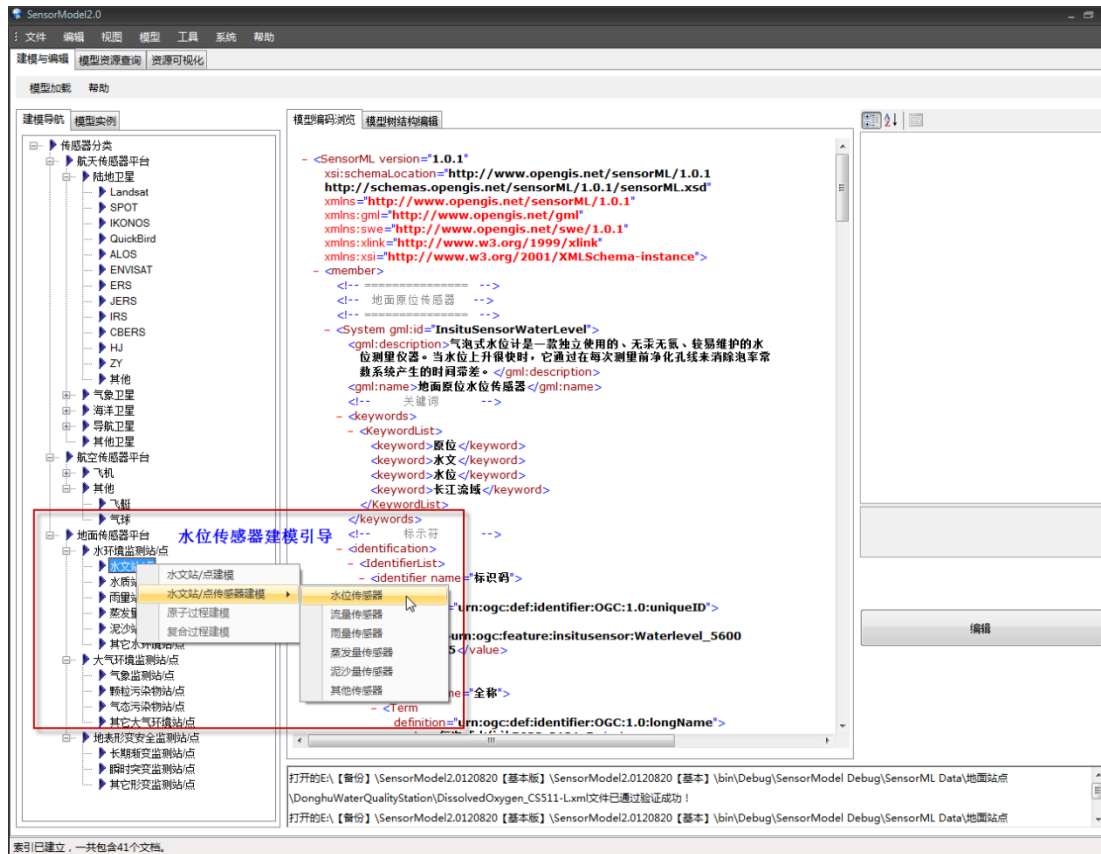 SensorModel2.0
文件 编辑 视图 模型 工具 系统 帮助
建模与编辑 模型资源查询 资源可视化
模型加载 帮助
建模导航 模型实例
传感器分类
航天传感器平台
陆地卫星
Landsat
SPOT
IKONOS
QuickBird
ALOS
ENVISAT
ERS
JERS
IRS
CBERS
HJ
ZY
其他
气象卫星
海洋卫星
导航卫星
其他卫星
航空传感器平台
飞机
其他
飞艇
气球
地面传感器平台
水环境监测站/点
水文站
水质
雨量
蒸发量
泥沙
其它水环境站/点
大气环境监测站/点
气象监测站/点
颗粒污染物站/点
气态污染物站/点
其它大气环境站/点
地表形变安全监测站/点
长期渐变监测站/点
瞬时突变监测站/点
其它形变监测站/点
水位传感器建模引导
水文站/点建模
水文站/点传感器建模
原子过程建模
复合过程建模
水位传感器
流量传感器
雨量传感器
蒸发量传感器
泥沙量传感器
其他传感器
模型编码浏览 模型树结构编辑
- <SensorML version="1.0.1"
xsi:schemaLocation="http://www.opengis.net/sensorML/1.0.1
http://schemas.opengis.net/sensorML/1.0.1/sensorML.xsd"
xmlns="http://www.opengis.net/sensorML/1.0.1"
xmlns:gml="http://www.opengis.net/gml"
xmlns:swe="http://www.opengis.net/swe/1.0.1"
xmlns:xlink="http://www.w3.org/1999/xlink"
xmlns:xsi="http://www.w3.org/2001/XMLSchema-instance">
- <member>
<!-- =============== -->
<!-- 地面原位传感器 -->
<!-- =============== -->
- <System gml:id="InsituSensorWaterLevel">
<gml:description>气泡式水位计是一款独立使用的、无汞无氮、较易维护的水
位测量仪器。当水位上升很快时，它通过在每次测量前净化孔线来消除泡率常
数系统产生的时间滞差。</gml:description>
<gml:name>地面原位水位传感器</gml:name>
<!-- 关键词 -->
- <keywords>
- <KeywordList>
<keyword>原位</keyword>
<keyword>水文</keyword>
<keyword>水位</keyword>
<keyword>长江流域</keyword>
</KeywordList>
</keywords>
<!-- 标示符 -->
- <identification>
- <IdentifierList>
- <identifier name="标识码">
"urn:ogc:def:identifier:OGC:1.0:uniqueID">
urn:ogc:feature:insitusensor:Waterlevel_5600
5</value>
me="全称">
- <Term
definition="urn:ogc:def:identifier:OGC:1.0:longName">
编辑
打开的E:\【备份】\SensorModel2.0120820【基本版】\SensorModel2.0120820【基本】\bin\Debug\SensorModel Debug\SensorML Data\地面站点
\DonghuWaterQualityStation\DissolvedOxygen_CS511-L.xml文件已通过验证成功！
打开的E:\【备份】\SensorModel2.0120820【基本版】\SensorModel2.0120820【基本】\bin\Debug\SensorModel Debug\SensorML Data\地面站点
索引已建立，一共包含41个文档。